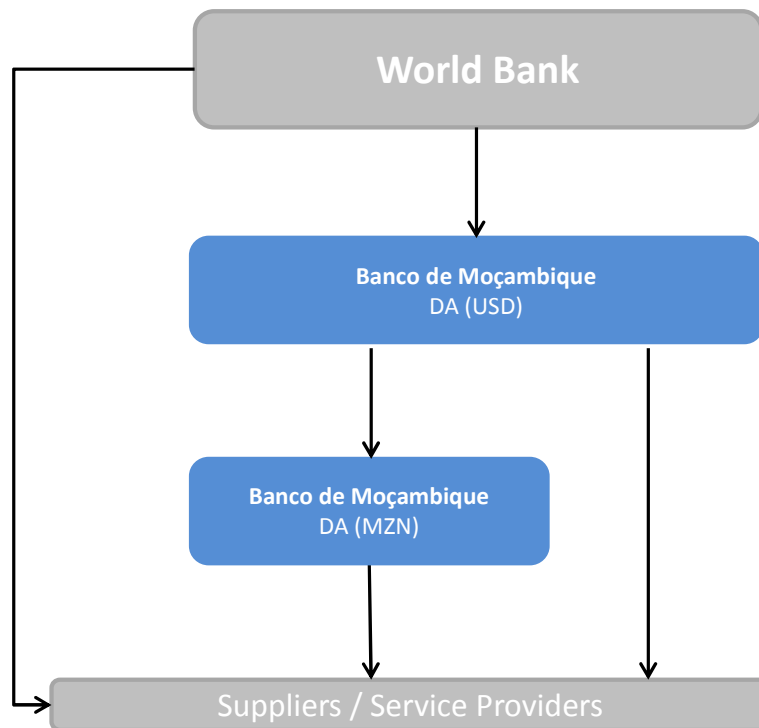 World Bank
Banco de Moçambique
DA (USD)
Banco de Moçambique
DA (MZN)
Suppliers / Service Providers